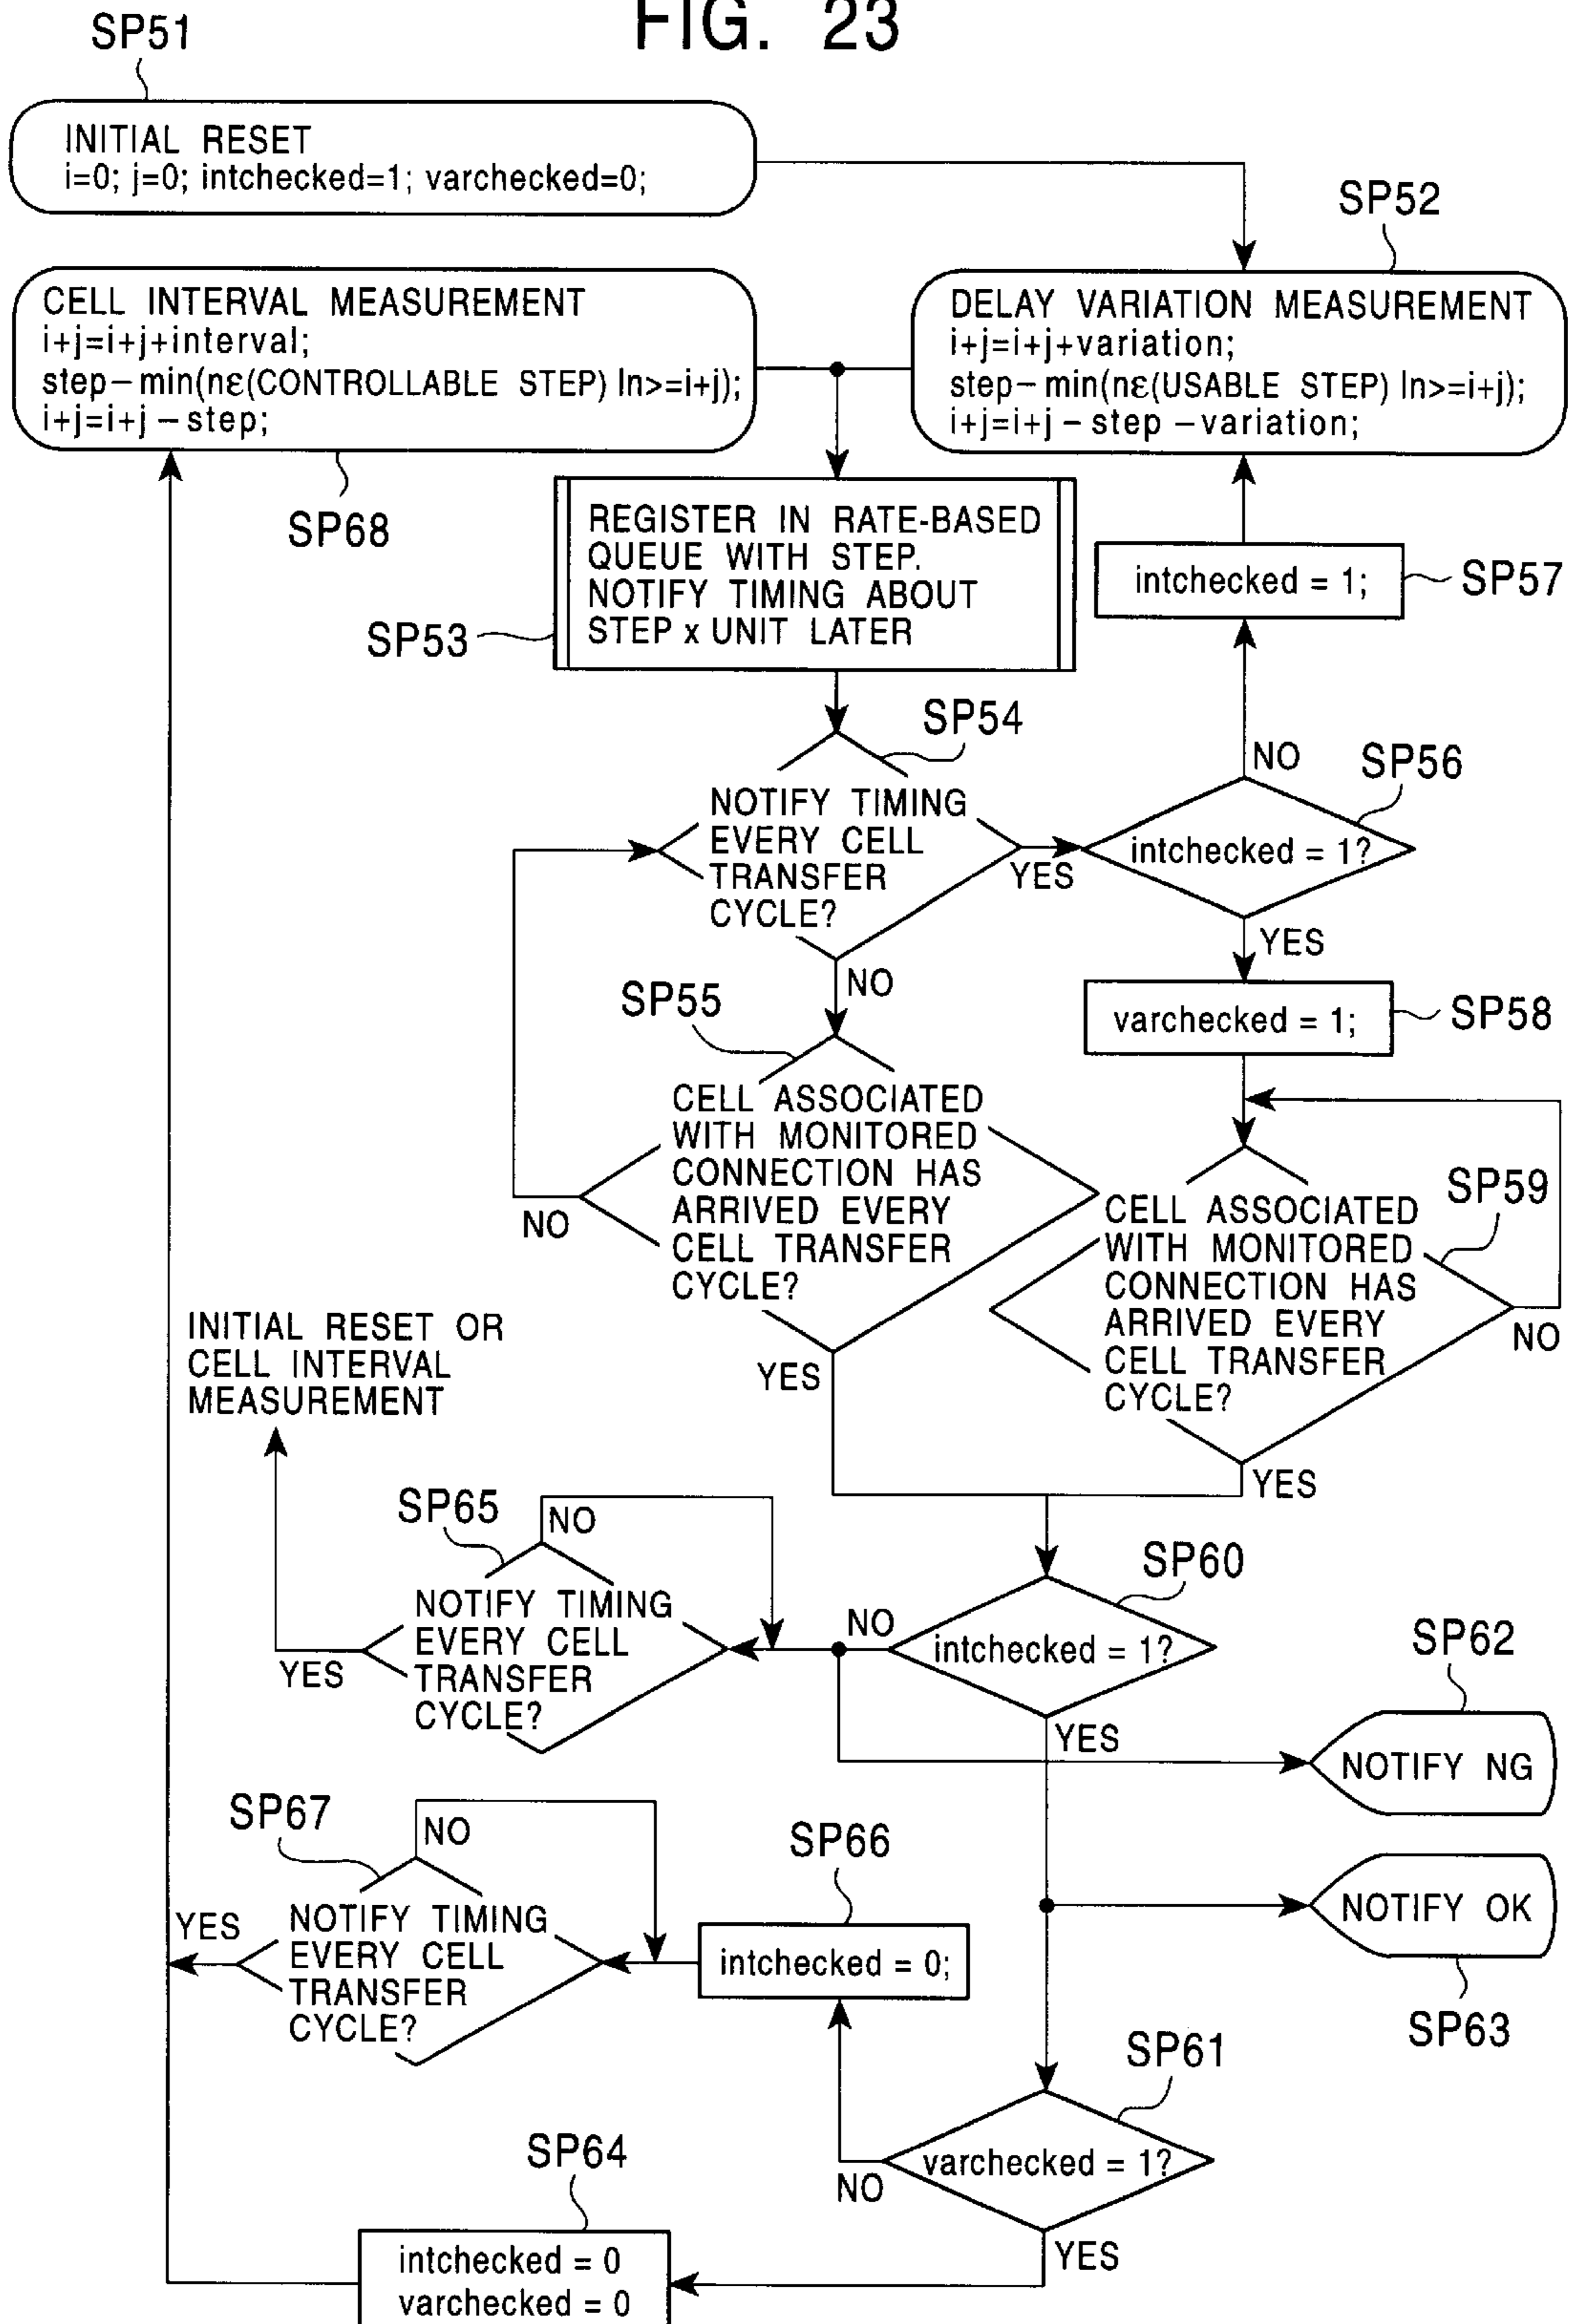 FIG. 23
SP51
INITIAL RESET
i=0; j=0; intchecked=1; varchecked=0;
SP52
CELL INTERVAL MEASUREMENT
i+j=i+j+interval;
step-min(nε(CONTROLLABLE STEP) In>=i+j);
i+j=i+j-step;
DELAY VARIATION MEASUREMENT
i+j=i+j+variation;
step-min(nε(USABLE STEP) In>=i+j);
i+j=i+j-step-variation;
SP68
REGISTER IN RATE-BASED
QUEUE WITH STEP.
NOTIFY TIMING ABOUT
STEP x UNIT LATER
SP53
intchecked = 1;
SP57
SP54
NOTIFY TIMING
EVERY CELL
TRANSFER
CYCLE?
YES
NO
NO
SP56
intchecked = 1?
YES
SP55
varchecked = 1;
SP58
CELL ASSOCIATED
WITH MONITORED
CONNECTION HAS
ARRIVED EVERY
CELL TRANSFER
CYCLE?
NO
YES
SP59
CELL ASSOCIATED
WITH MONITORED
CONNECTION HAS
ARRIVED EVERY
CELL TRANSFER
CYCLE?
NO
YES
INITIAL RESET OR
CELL INTERVAL
MEASUREMENT
SP65
NO
NOTIFY TIMING
EVERY CELL
TRANSFER
CYCLE?
YES
SP60
NO
intchecked = 1?
YES
SP62
NOTIFY NG
SP67
NO
YES
NOTIFY TIMING
EVERY CELL
TRANSFER
CYCLE?
SP66
intchecked = 0;
NOTIFY OK
SP63
SP61
varchecked = 1?
NO
YES
SP64
intchecked = 0
varchecked = 0